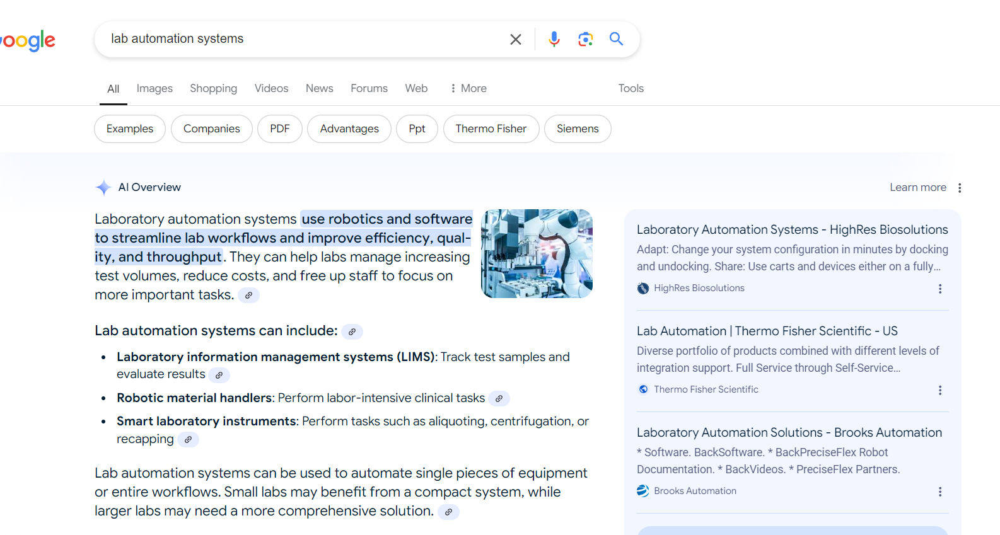 oogle
lab automation systems
All Images Shopping Videos News Forums Web More Tools
Examples Companies PDF Advantages Ppt Thermo Fisher Siemens
AI Overview
Learn more
Laboratory automation systems use robotics and software
to streamline lab workflows and improve efficiency, qual-
ity, and throughput. They can help labs manage increasing
test volumes, reduce costs, and free up staff to focus on
more important tasks.
Lab automation systems can include:
• Laboratory information management systems (LIMS): Track test samples and
evaluate results
• Robotic material handlers: Perform labor-intensive clinical tasks
• Smart laboratory instruments: Perform tasks such as aliquoting, centrifugation, or
recapping
Lab automation systems can be used to automate single pieces of equipment
or entire workflows. Small labs may benefit from a compact system, while
larger labs may need a more comprehensive solution.
Laboratory Automation Systems - HighRes Biosolutions
Adapt: Change your system configuration in minutes by docking
and undocking. Share: Use carts and devices either on a fully...
HighRes Biosolutions
Lab Automation | Thermo Fisher Scientific - US
Diverse portfolio of products combined with different levels of
integration support. Full Service through Self-Service...
Thermo Fisher Scientific
Laboratory Automation Solutions - Brooks Automation
* Software. BackSoftware. * BackPreciseFlex Robot
Documentation. * BackVideos. * PreciseFlex Partners.
Brooks Automation